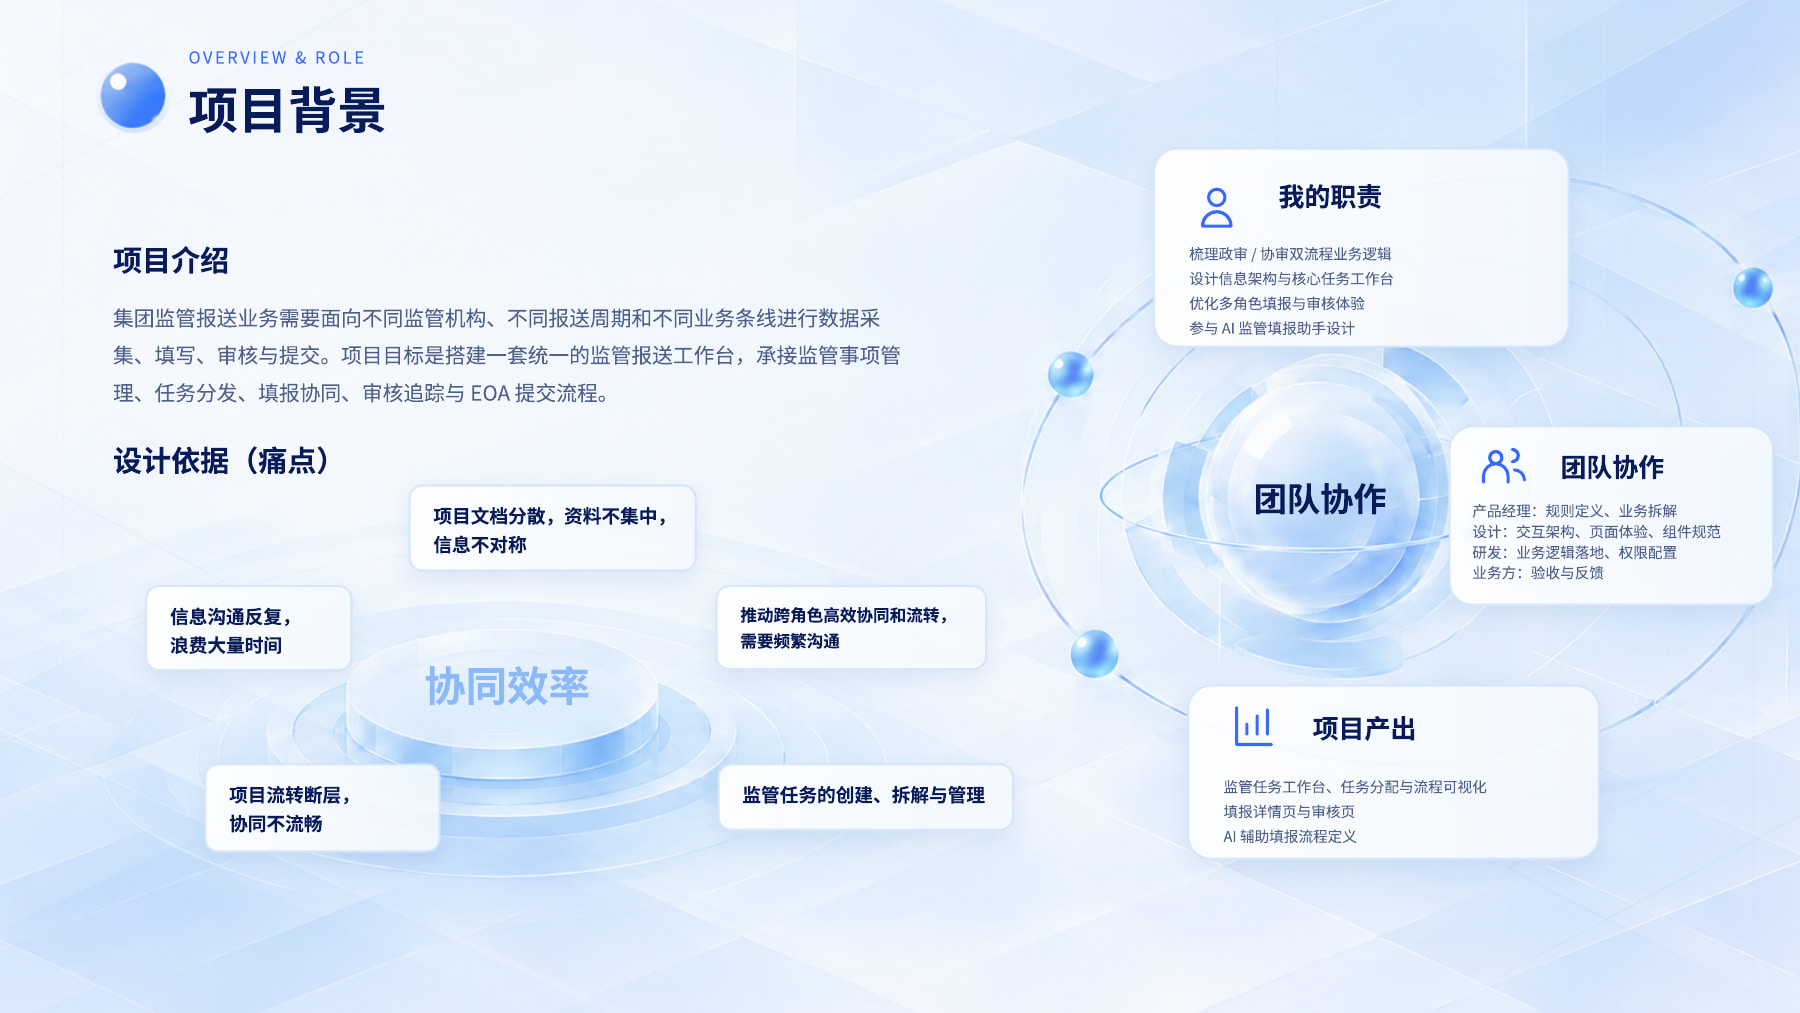 OVERVIEW & ROLE
项目背景
项目介绍
集团监管报送业务需要面向不同监管机构、不同报送周期和不同业务条线进行数据采
集、填写、审核与提交。项目目标是搭建一套统一的监管报送工作台，承接监管事项管
理、任务分发、填报协同、审核追踪与 EOA 提交流程。
设计依据（痛点）
项目文档分散，资料不集中，
信息不对称
信息沟通反复，
浪费大量时间
推动跨角色高效协同和流转，
需要频繁沟通
协同效率
项目流转断层，
协同不流畅
监管任务的创建、拆解与管理
我的职责
梳理政审 / 协审双流程业务逻辑
设计信息架构与核心任务工作台
优化多角色填报与审核体验
参与 AI 监管填报助手设计
团队协作
团队协作
产品经理：规则定义、业务拆解
设计：交互架构、页面体验、组件规范
研发：业务逻辑落地、权限配置
业务方：验收与反馈
项目产出
监管任务工作台、任务分配与流程可视化
填报详情页与审核页
AI 辅助填报流程定义